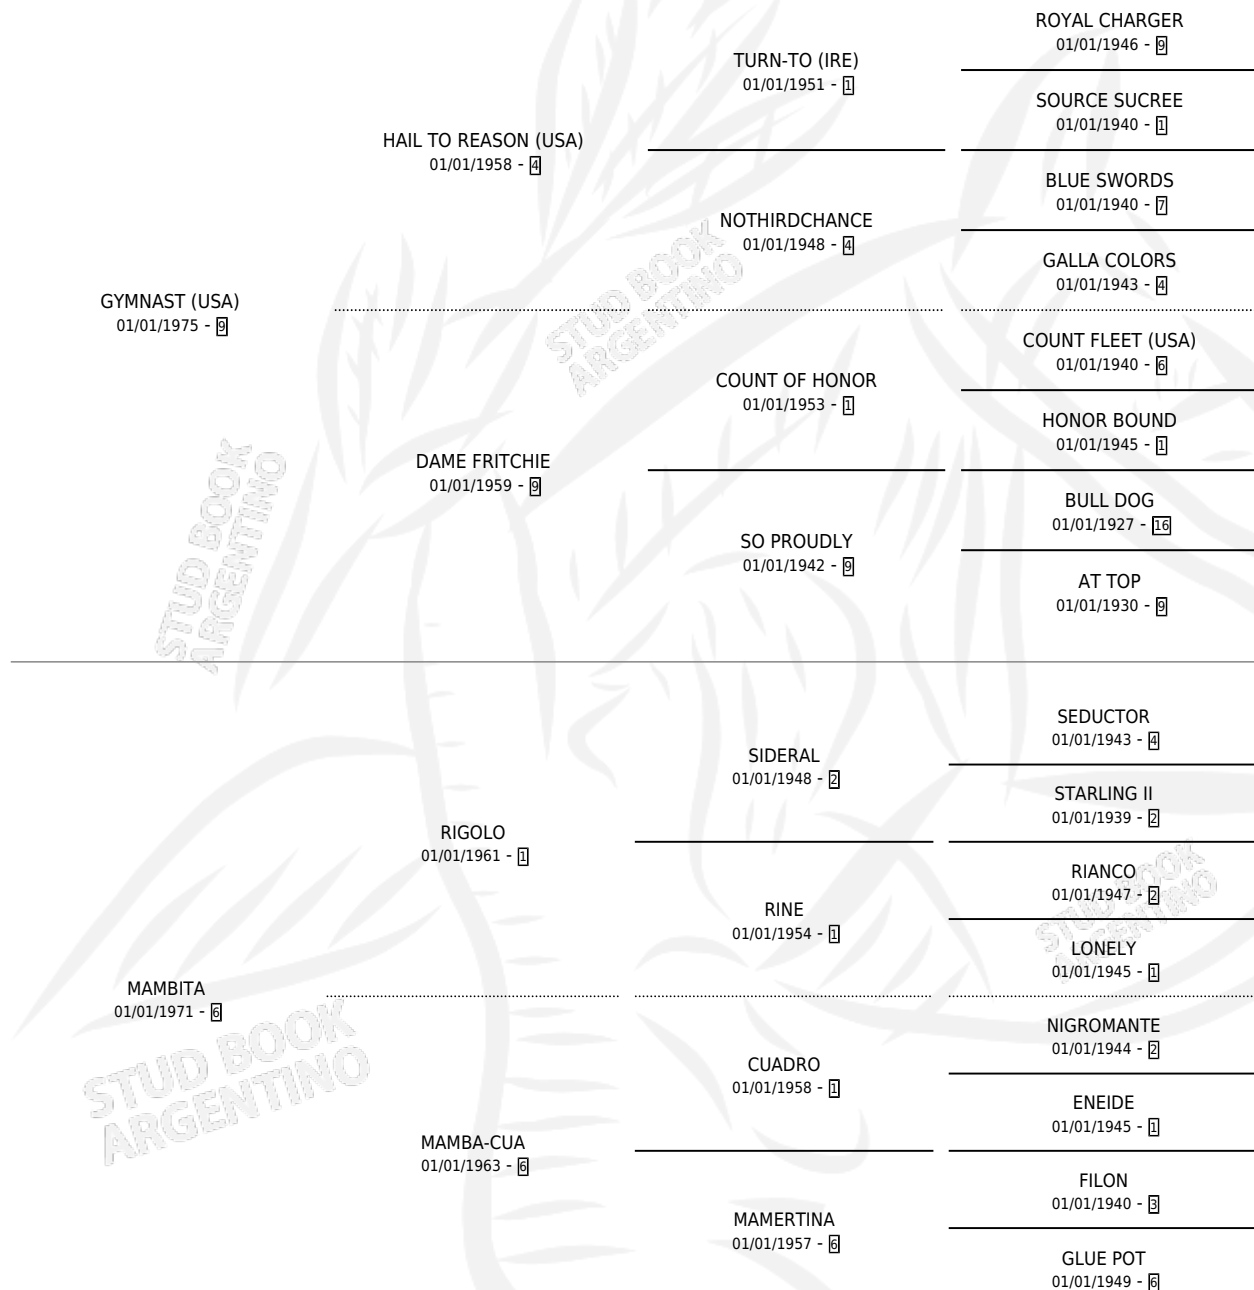 ROYAL CHARGER
01/01/1946 - 9
TURN-TO (IRE)
01/01/1951 - 1
SOURCE SUCREE
01/01/1940 - 1
HAIL TO REASON (USA)
01/01/1958 - 4
BLUE SWORDS
01/01/1940 - 7
NOTHIRDCHANCE
01/01/1948 - 4
GALLA COLORS
01/01/1943 - 4
GYMNAST (USA)
01/01/1975 - 9
COUNT FLEET (USA)
01/01/1940 - 6
COUNT OF HONOR
01/01/1953 - 1
HONOR BOUND
01/01/1945 - 1
DAME FRITCHIE
01/01/1959 - 9
BULL DOG
01/01/1927 - 16
SO PROUDLY
01/01/1942 - 9
AT TOP
01/01/1930 - 9
SEDUCTOR
01/01/1943 - 4
SIDERAL
01/01/1948 - 2
STARLING II
01/01/1939 - 2
RIGOLO
01/01/1961 - 1
RIANCO
01/01/1947 - 2
RINE
01/01/1954 - 1
LONELY
01/01/1945 - 1
MAMBITA
01/01/1971 - 6
NIGROMANTE
01/01/1944 - 2
CUADRO
01/01/1958 - 1
ENEIDE
01/01/1945 - 1
MAMBA-CUA
01/01/1963 - 6
FILON
01/01/1940 - 3
MAMERTINA
01/01/1957 - 6
GLUE POT
01/01/1949 - 6
STUD BOOK
ARGENTINO
STUD BOOK
ARGENTINO
STUD BOOK
ARGENTINO
STUD BOOK
ARGENTINO